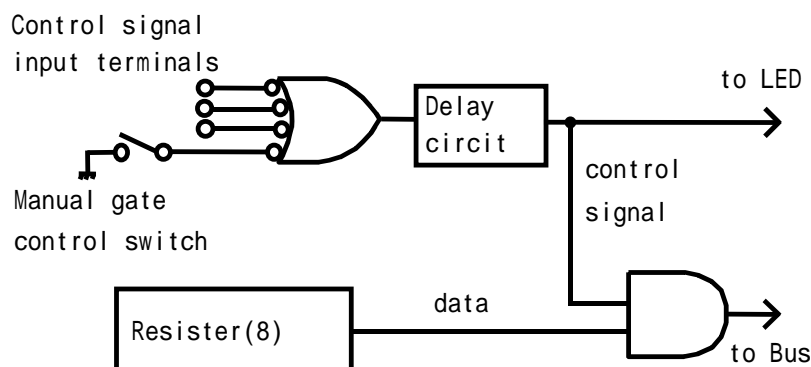 Control signal
input terminals
to LED
Delay
circit
control
signal
Manual gate
control switch
data
Resister(8)
to Bus